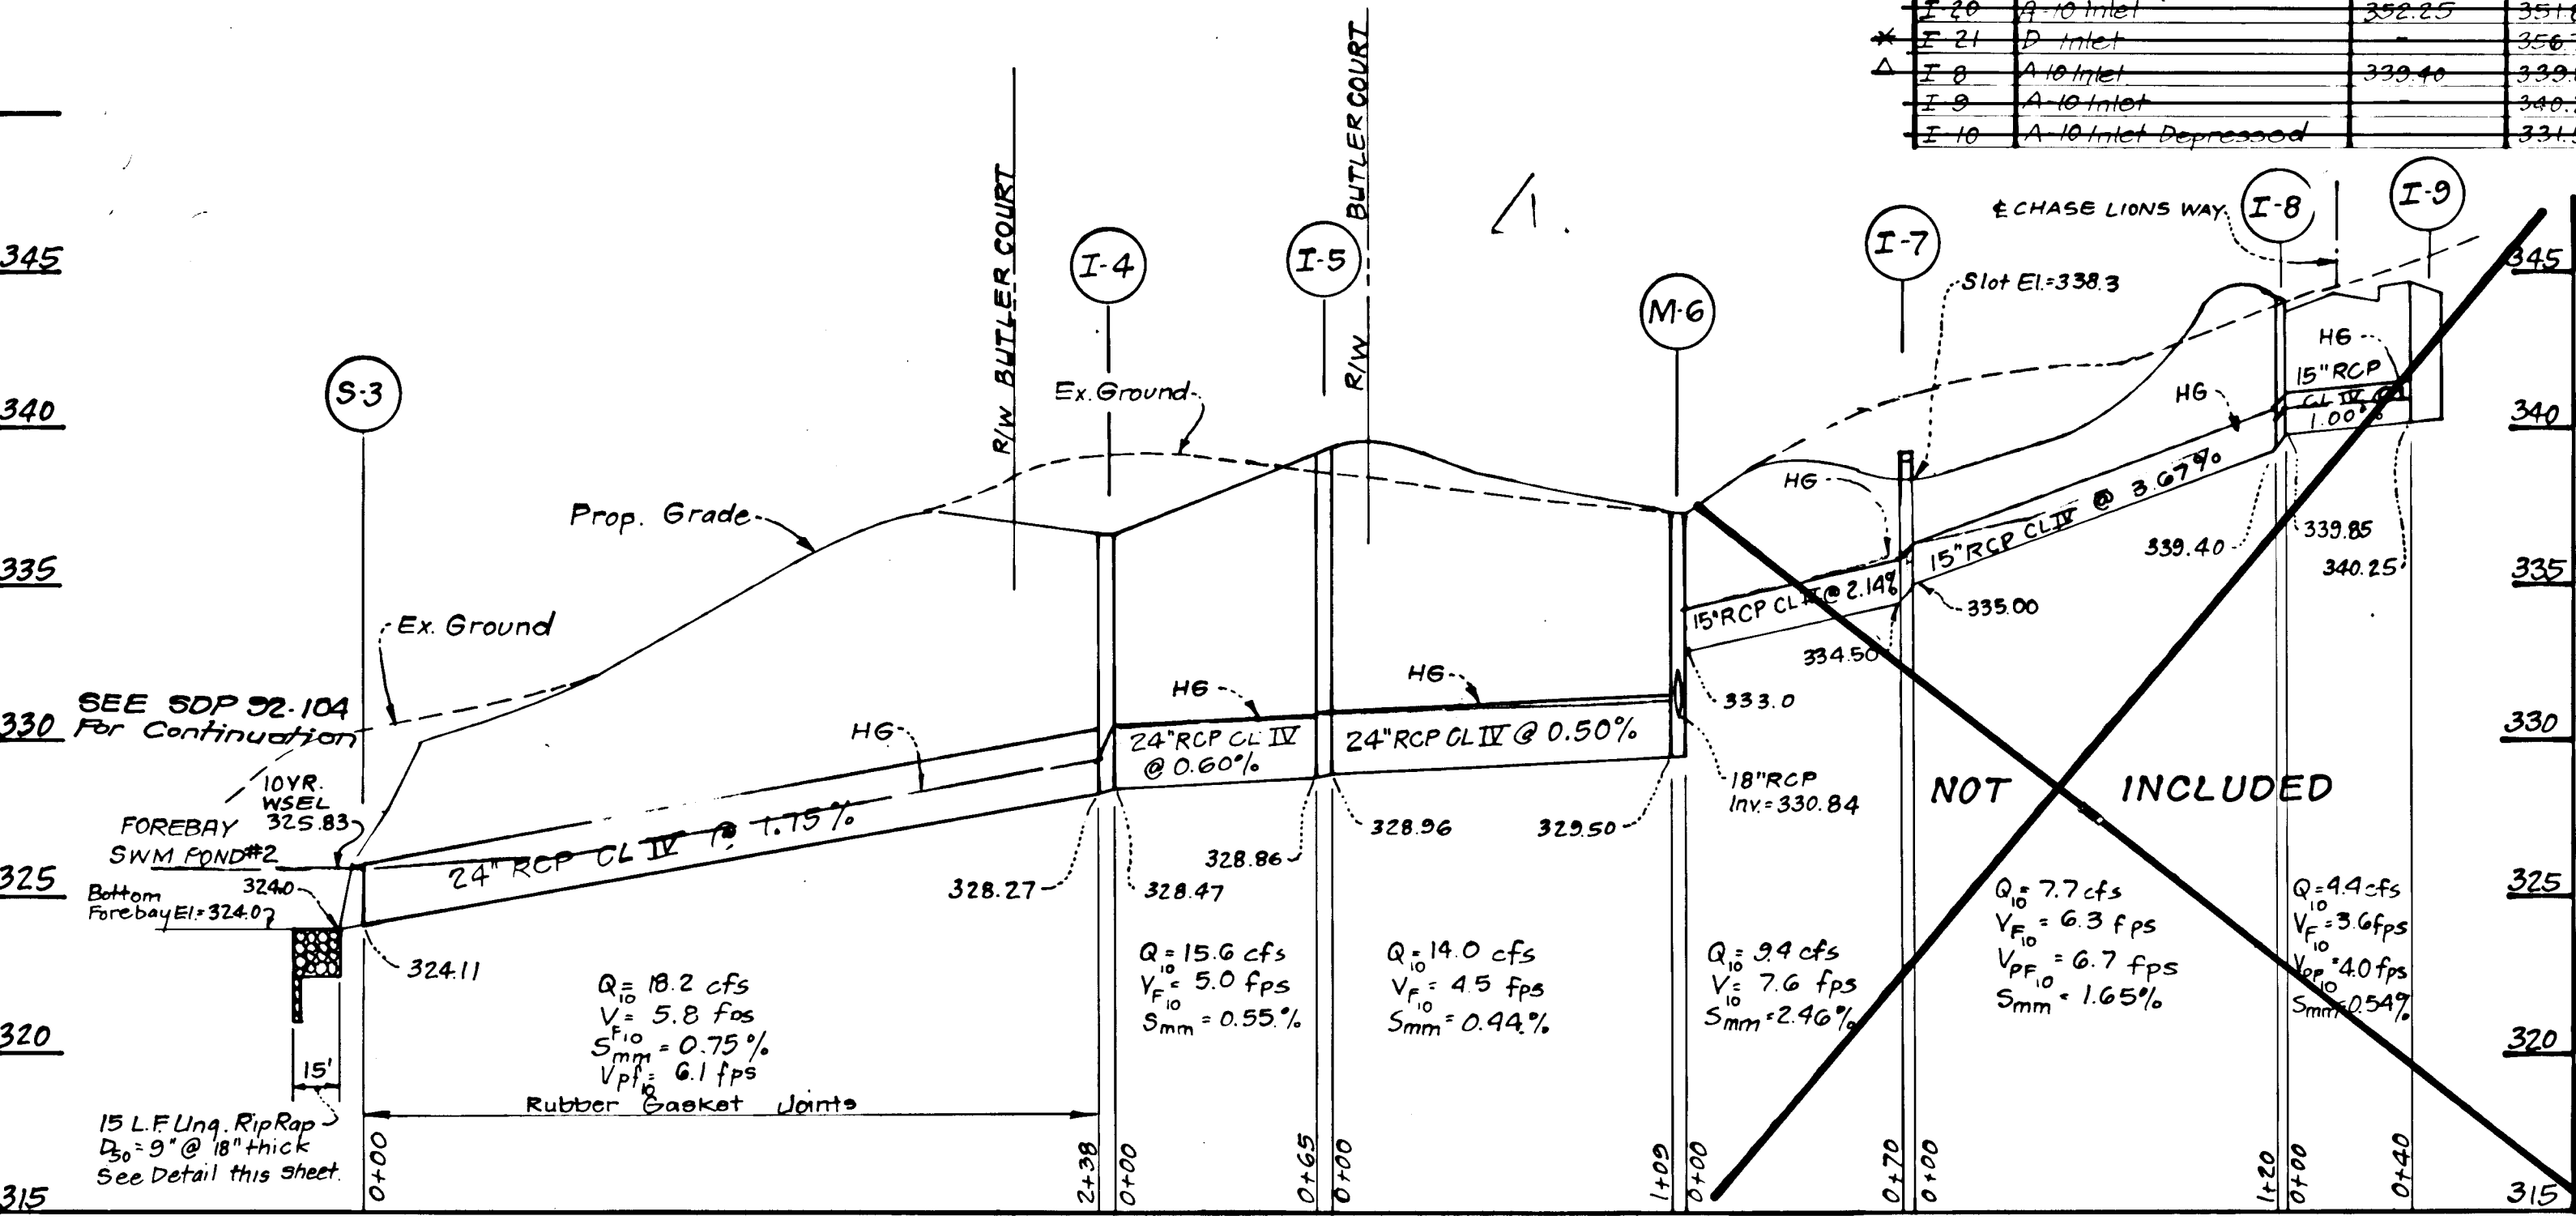 I-20 A-10 Inlet 352.25
I-21 D Inlet -
I-8 A-10 Inlet 339.40
I-9 A-10 Inlet -
I-10 A-10 Inlet Depressed
R/W BUTLER COURT
R/W BUTLER COURT
S-3
I-4
I-5
M-6
I-7
I-8
I-9
℄ CHASE LIONS WAY
Slot El.=338.3
345
340
335
330
325
320
315
345
340
335
330
325
320
315
Ex. Ground
Prop. Grade
Ex. Ground
SEE SDP 92-104
For Continuation
10YR.
WSEL
325.83
FOREBAY
SWM POND#2
324.0
Bottom
Forebay El.=324.0
324.11
15'
15 L.F. Ung. RipRap
D50=9"@ 18" thick
See Detail this sheet.
HG
24" RCP CL IV @ 1.75%
328.27
328.47
HG
24" RCP CL IV
@ 0.60%
328.86
328.96
HG
24" RCP CL IV @ 0.50%
329.50
18" RCP
Inv.=330.84
333.0
HG
15" RCP CL IV @ 2.14%
334.50
335.00
HG
15" RCP CL IV @ 3.67%
339.40
339.85
HG
15" RCP
CL IV @
1.00%
340.25
NOT INCLUDED
Q10= 18.2 cfs
VF10= 5.8 fps
Smm = 0.75%
Vpf10= 6.1 fps
Rubber Gasket Joints
Q10= 15.6 cfs
VF10= 5.0 fps
Smm = 0.55%
Q10= 14.0 cfs
VF10= 4.5 fps
Smm = 0.44%
Q10= 9.4 cfs
V10= 7.6 fps
Smm = 2.46%
Q10= 7.7 cfs
VF10= 6.3 fps
VPF10= 6.7 fps
Smm = 1.65%
Q10=4.4 cfs
VF10=3.6 fps
VPF10=4.0 fps
Smm=0.54%
0+00
2+38
0+00
0+65
0+00
1+09
0+00
0+70
0+00
1+20
0+00
0+40